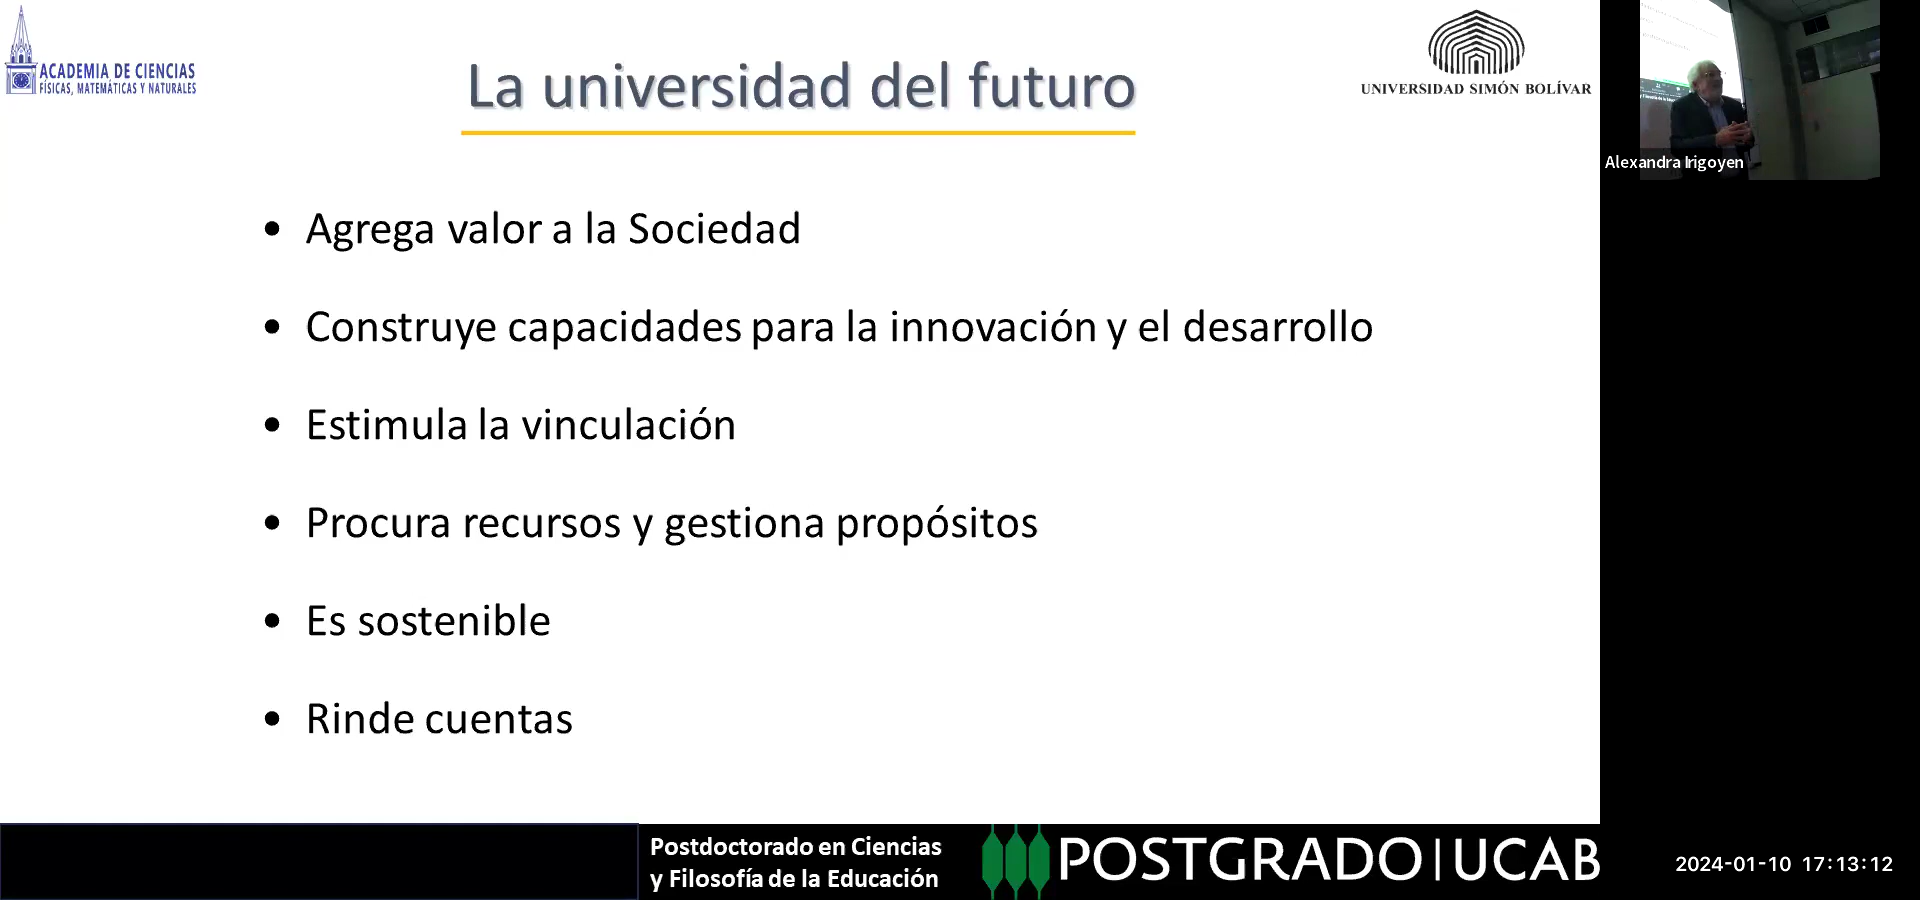 ACADEMIA DE CIENCIAS
FÍSICAS, MATEMÁTICAS Y NATURALES
La universidad del futuro
UNIVERSIDAD SIMÓN BOLÍVAR
Alexandra Irigoyen
• Agrega valor a la Sociedad
• Construye capacidades para la innovación y el desarrollo
• Estimula la vinculación
• Procura recursos y gestiona propósitos
• Es sostenible
• Rinde cuentas
Postdoctorado en Ciencias
y Filosofía de la Educación
POSTGRADO|UCAB
2024-01-10 17:13:12